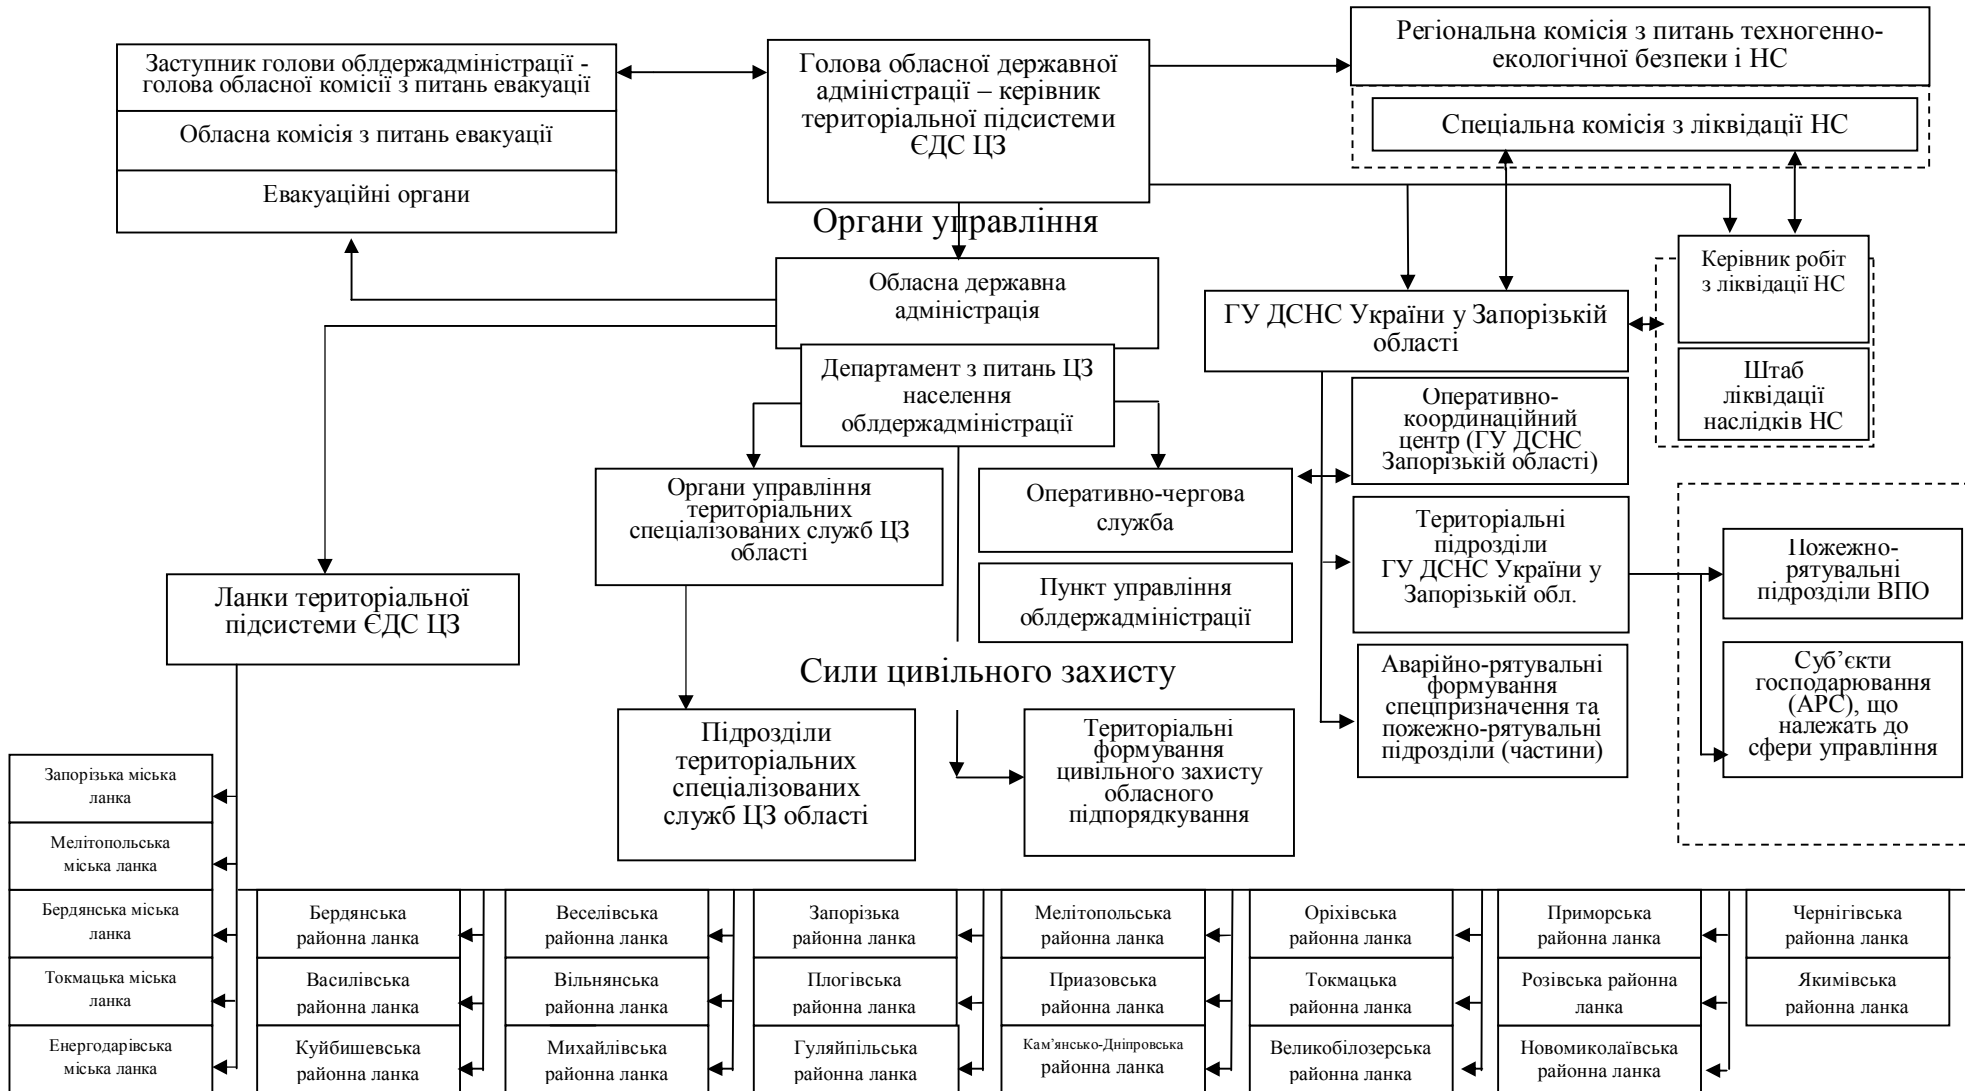 Заступник голови облдержадміністрації -
голова обласної комісії з питань евакуації
Обласна комісія з питань евакуації
Евакуаційні органи
Голова обласної державної
адміністрації – керівник
територіальної підсистеми
ЄДС ЦЗ
Регіональна комісія з питань техногенно-
екологічної безпеки і НС
Спеціальна комісія з ліквідації НС
Органи управління
Обласна державна
адміністрація
Департамент з питань ЦЗ
населення
облдержадміністрації
ГУ ДСНС України у Запорізькій
області
Керівник робіт
з ліквідації НС
Штаб
ліквідації
наслідків НС
Оперативно-
координаційний
центр (ГУ ДСНС
Запорізькій області)
Органи управління
територіальних
спеціалізованих служб ЦЗ
області
Оперативно-чергова
служба
Пункт управління
облдержадміністрації
Територіальні
підрозділи
ГУ ДСНС України у
Запорізькій обл.
Пожежно-
рятувальні
підрозділи ВПО
Ланки територіальної
підсистеми ЄДС ЦЗ
Сили цивільного захисту
Аварійно-рятувальні
формування
спецпризначення та
пожежно-рятувальні
підрозділи (частини)
Суб’єкти
господарювання
(АРС), що
належать до
сфери управління
Підрозділи
територіальних
спеціалізованих
служб ЦЗ області
Територіальні
формування
цивільного захисту
обласного
підпорядкування
Запорізька міська
ланка
Мелітопольська
міська ланка
Бердянська міська
ланка
Токмацька міська
ланка
Енергодарівська
міська ланка
Бердянська
районна ланка
Василівська
районна ланка
Куйбишевська
районна ланка
Веселівська
районна ланка
Вільнянська
районна ланка
Михайлівська
районна ланка
Запорізька
районна ланка
Плогівська
районна ланка
Гуляйпільська
районна ланка
Мелітопольська
районна ланка
Приазовська
районна ланка
Кам’янсько-Дніпровська
районна ланка
Оріхівська
районна ланка
Токмацька
районна ланка
Великобілозерська
районна ланка
Приморська
районна ланка
Розівська районна
ланка
Новомиколаївська
районна ланка
Чернігівська
районна ланка
Якимівська
районна ланка